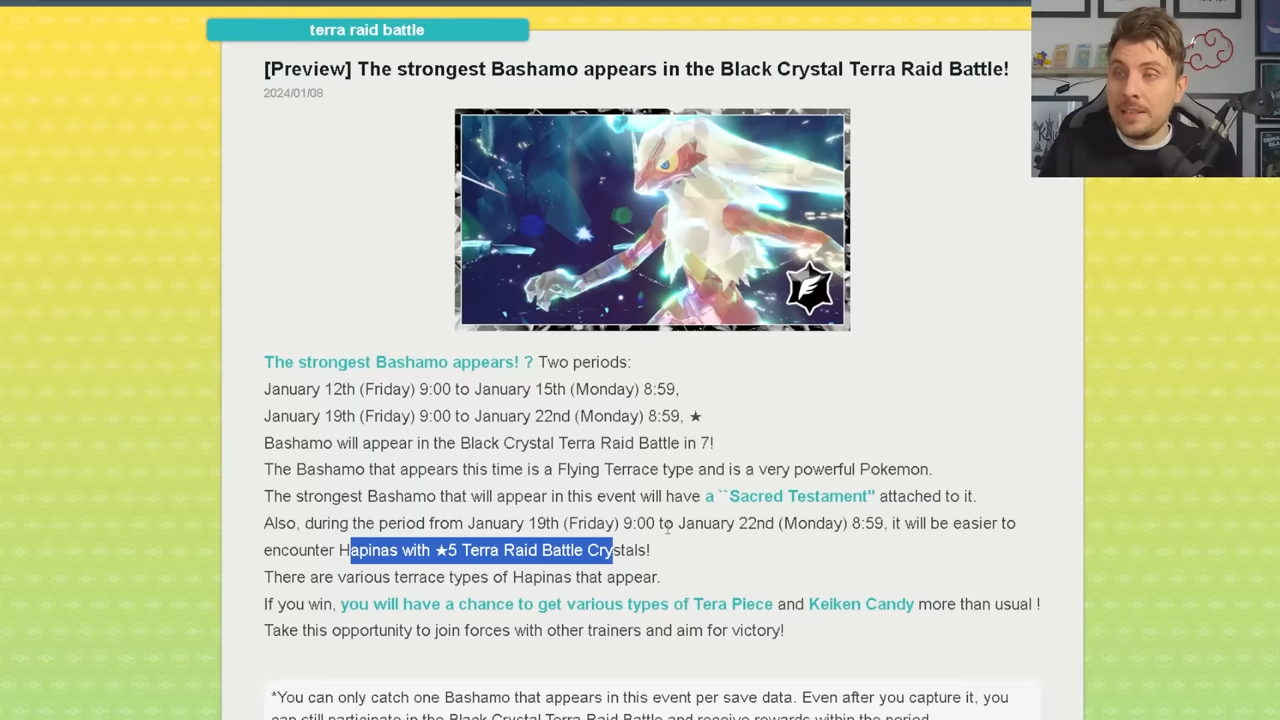 terra raid battle
[Preview] The strongest Bashamo appears in the Black Crystal Terra Raid Battle!
2024/01/08
The strongest Bashamo appears! ? Two periods:
January 12th (Friday) 9:00 to January 15th (Monday) 8:59,
January 19th (Friday) 9:00 to January 22nd (Monday) 8:59, ★
Bashamo will appear in the Black Crystal Terra Raid Battle in 7!
The Bashamo that appears this time is a Flying Terrace type and is a very powerful Pokemon.
The strongest Bashamo that will appear in this event will have a ``Sacred Testament'' attached to it.
Also, during the period from January 19th (Friday) 9:00 to January 22nd (Monday) 8:59, it will be easier to
encounter Hapinas with ★5 Terra Raid Battle Crystals!
There are various terrace types of Hapinas that appear.
If you win, you will have a chance to get various types of Tera Piece and Keiken Candy more than usual !
Take this opportunity to join forces with other trainers and aim for victory!
*You can only catch one Bashamo that appears in this event per save data. Even after you capture it, you
can still participate in the Black Crystal Terra Raid Battle and receive rewards within the period.